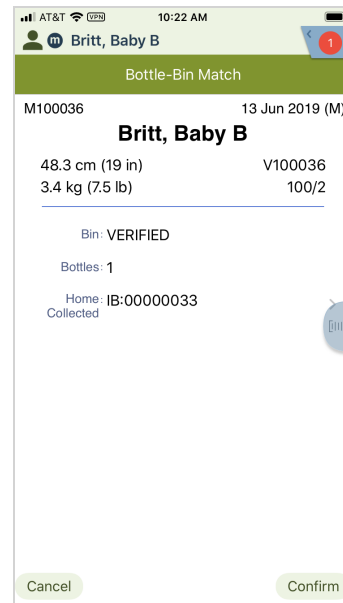 AT&T VPN 10:22 AM
m Britt, Baby B
1
Bottle-Bin Match
M100036 13 Jun 2019 (M)
Britt, Baby B
48.3 cm (19 in) V100036
3.4 kg (7.5 lb) 100/2
Bin: VERIFIED
Bottles: 1
Home: IB:00000033
Collected
Cancel Confirm